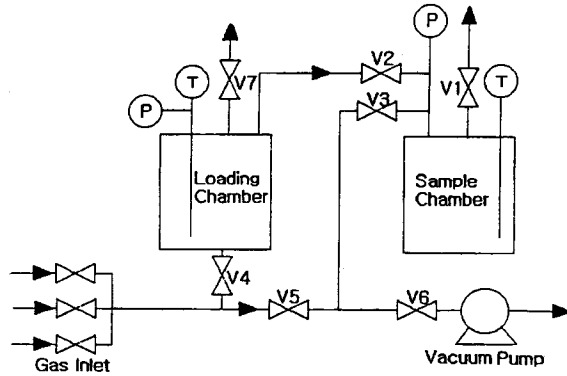 P
V2
V7
T
V3
V1
P
T
Loading
Chamber
Sample
Chamber
V4
V5
V6
Gas Inlet
Vacuum Pump